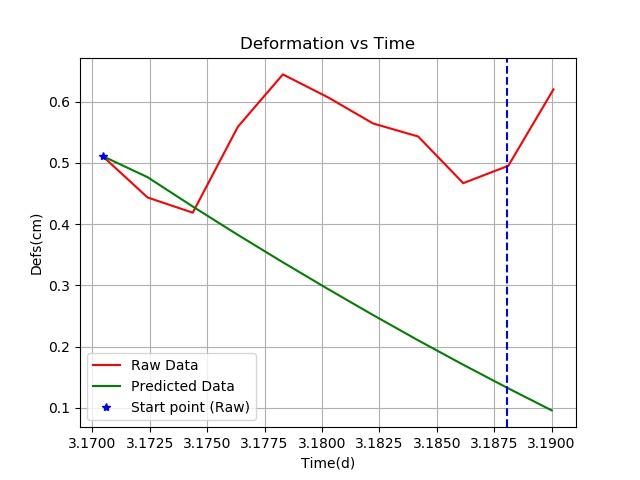 Deformation vs Time
Defs(cm)
0.6
0.5
0.4
0.3
0.2
0.1
Raw Data
Predicted Data
Start point (Raw)
3.1700 3.1725 3.1750 3.1775 3.1800 3.1825 3.1850 3.1875 3.1900
Time(d)